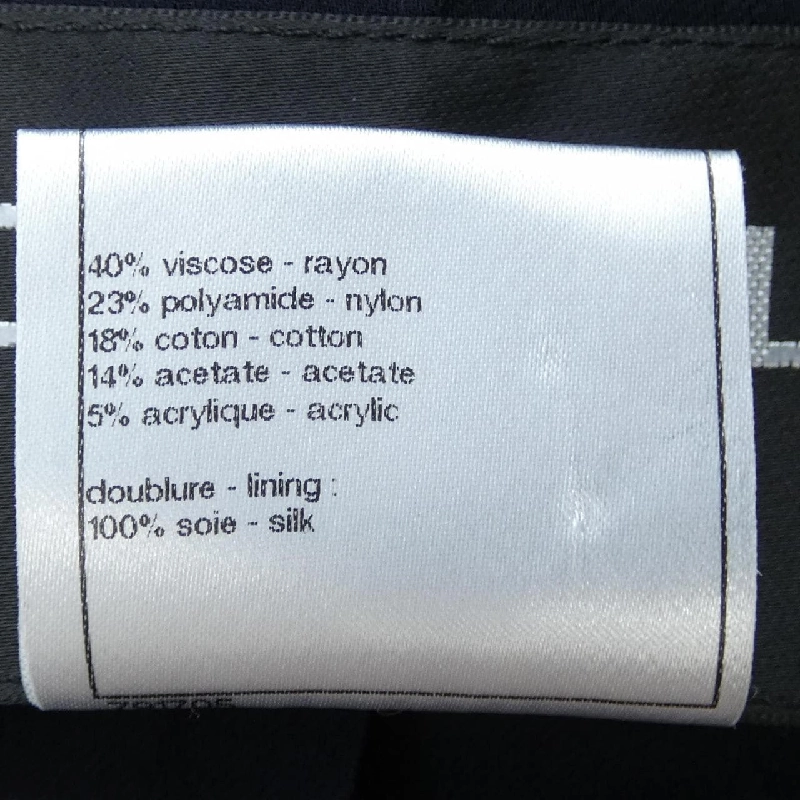 40% viscose - rayon
23% polyamide - nylon
18% coton - cotton
14% acetate - acetate
5% acrylique - acrylic
doublure - lining :
100% soie - silk